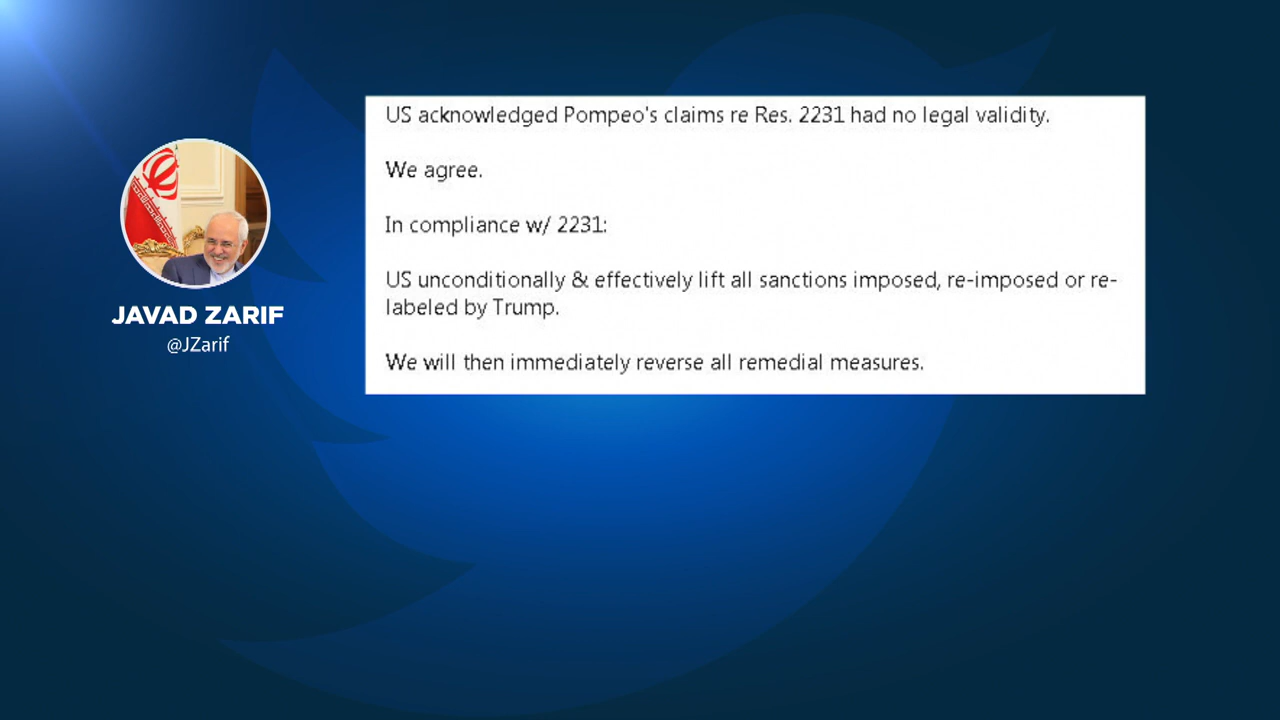 US acknowledged Pompeo's claims re Res. 2231 had no legal validity.
We agree.
In compliance w/ 2231:
US unconditionally & effectively lift all sanctions imposed, re-imposed or re-
labeled by Trump.
We will then immediately reverse all remedial measures.
JAVAD ZARIF
@JZarif